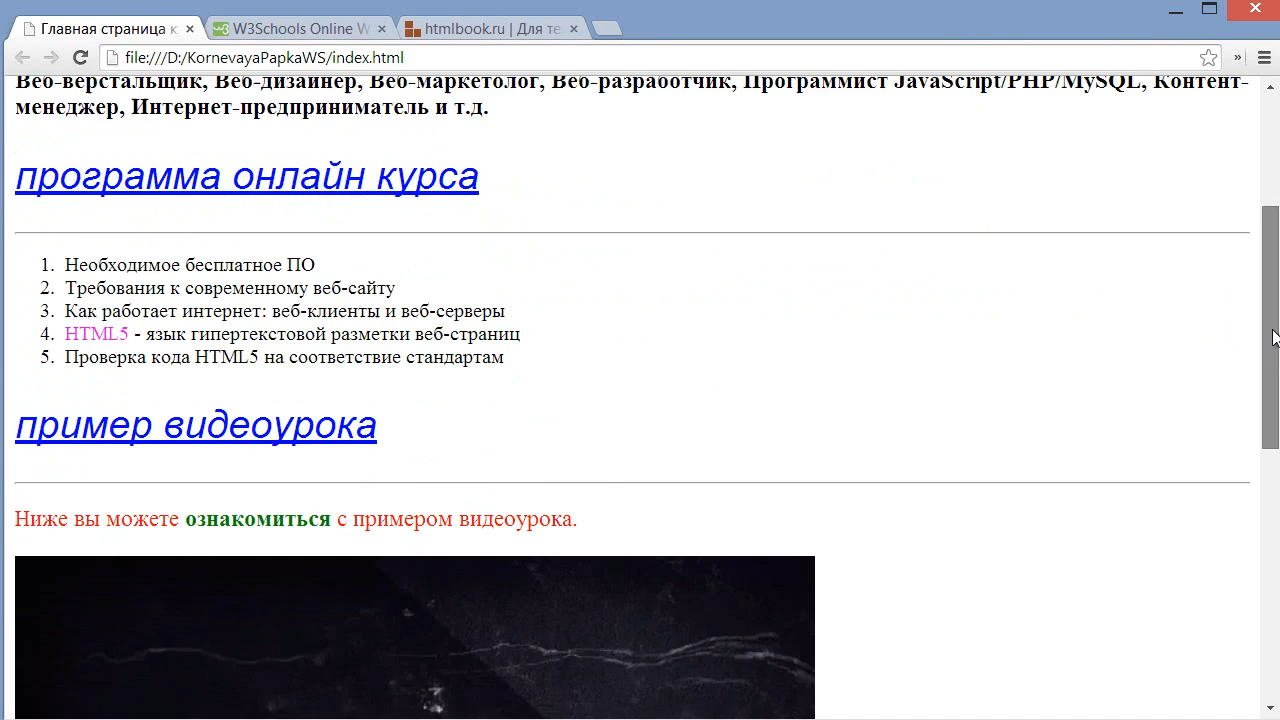 Главная страница к
W3Schools Online W
htmlbook.ru | Для те
file:///D:/KornevayaPapkaWS/index.html
Веб-верстальщик, Веб-дизайнер, Веб-маркетолог, Веб-разработчик, Программист JavaScript/PHP/MySQL, Контент-
менеджер, Интернет-предприниматель и т.д.
программа онлайн курса
1. Необходимое бесплатное ПО
2. Требования к современному веб-сайту
3. Как работает интернет: веб-клиенты и веб-серверы
4. HTML5 - язык гипертекстовой разметки веб-страниц
5. Проверка кода HTML5 на соответствие стандартам
пример видеоурока
Ниже вы можете ознакомиться с примером видеоурока.